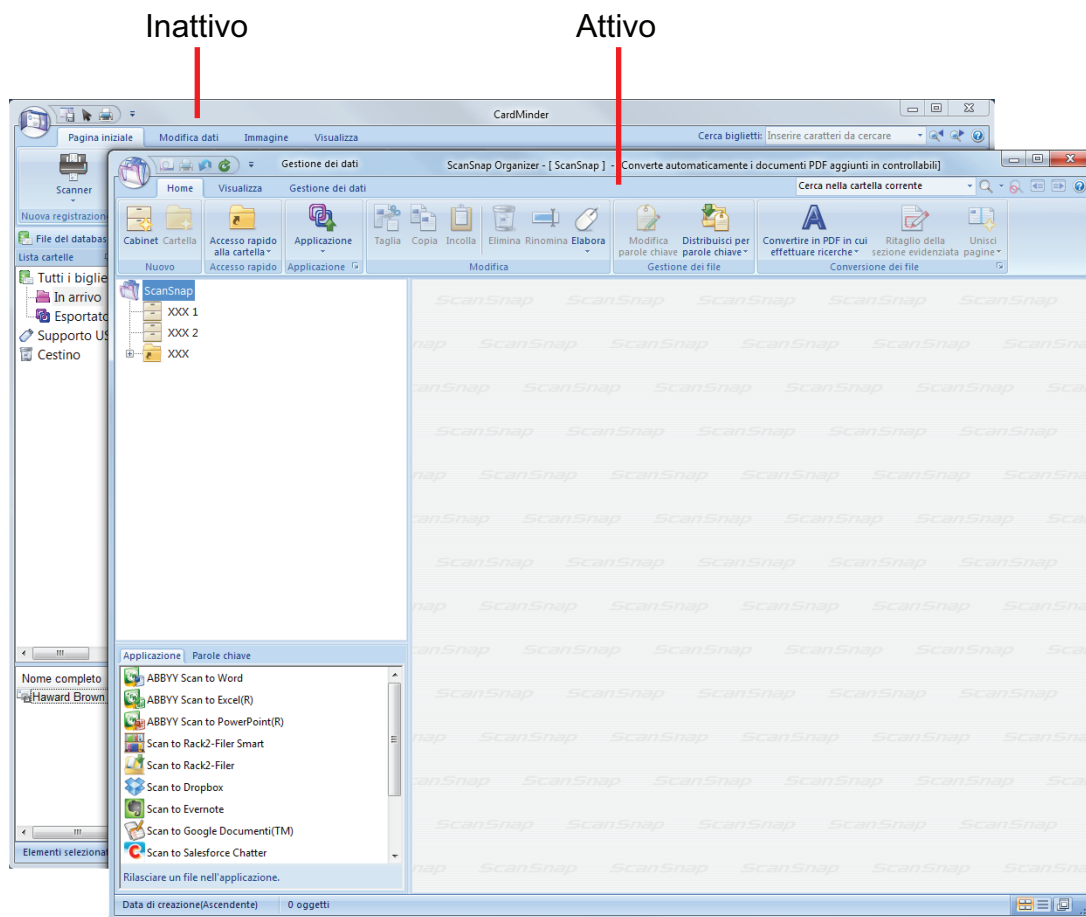 Inattivo
Attivo
CardMinder
Pagina iniziale Modifica dati Immagine Visualizza
Cerca biglietti: Inserire caratteri da cercare
Scanner
Nuova registrazion
File del databas
Lista cartelle
Tutti i biglie
In arrivo
Esportato
Supporto US
Cestino
Nome completo
Haward Brown
Elementi selezionat
Gestione dei dati
ScanSnap Organizer - [ ScanSnap ] - [Converte automaticamente i documenti PDF aggiunti in controllabili]
Home Visualizza Gestione dei dati
Cerca nella cartella corrente
Cabinet Cartella
Nuovo
Accesso rapido
alla cartella
Accesso rapido
Applicazione
Applicazione
Taglia Copia Incolla Elimina Rinomina Elabora
Modifica
Modifica
parole chiave
Distribuisci per
parole chiave
Gestione dei file
Convertire in PDF in cui
effettuare ricerche
Ritaglio della
sezione evidenziata
Unisci
pagine
Conversione dei file
ScanSnap
XXX 1
XXX 2
XXX
Applicazione Parole chiave
ABBYY Scan to Word
ABBYY Scan to Excel(R)
ABBYY Scan to PowerPoint(R)
Scan to Rack2-Filer Smart
Scan to Rack2-Filer
Scan to Dropbox
Scan to Evernote
Scan to Google Documenti(TM)
Scan to Salesforce Chatter
Rilasciare un file nell'applicazione.
Data di creazione(Ascendente) 0 oggetti